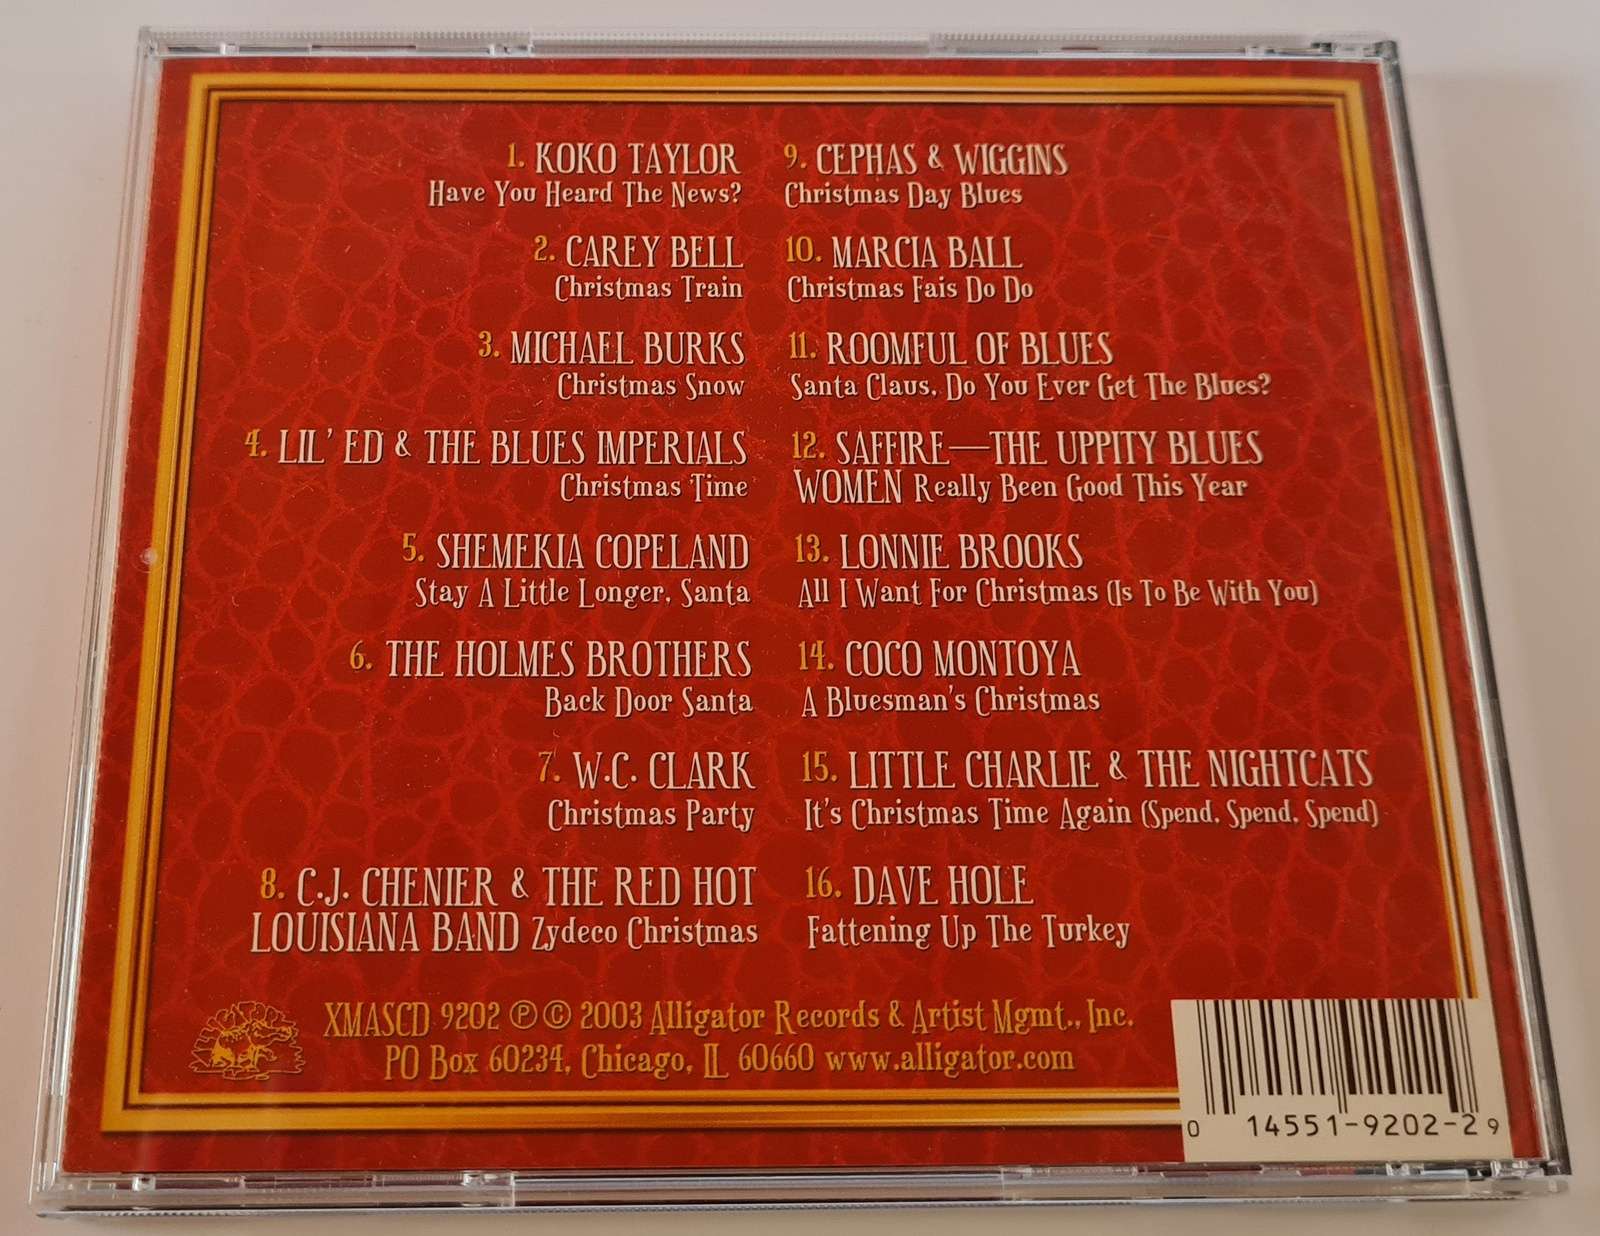 1. KOKO TAYLOR
Have You Heard The News?
2. CAREY BELL
Christmas Train
3. MICHAEL BURKS
Christmas Snow
4. LIL' ED & THE BLUES IMPERIALS
Christmas Time
5. SHEMEKIA COPELAND
Stay A Little Longer, Santa
6. THE HOLMES BROTHERS
Back Door Santa
7. W.C. CLARK
Christmas Party
8. C.J. CHENIER & THE RED HOT
LOUISIANA BAND Zydeco Christmas
9. CEPHAS & WIGGINS
Christmas Day Blues
10. MARCIA BALL
Christmas Fais Do Do
11. ROOMFUL OF BLUES
Santa Claus, Do You Ever Get The Blues?
12. SAFFIRE—THE UPPITY BLUES
WOMEN Really Been Good This Year
13. LONNIE BROOKS
All I Want For Christmas (Is To Be With You)
14. COCO MONTOYA
A Bluesman's Christmas
15. LITTLE CHARLIE & THE NIGHTCATS
It's Christmas Time Again (Spend, Spend, Spend)
16. DAVE HOLE
Fattening Up The Turkey
XMASCD 9202 ℗ © 2003 Alligator Records & Artist Mgmt., Inc.
PO Box 60234, Chicago, IL 60660 www.alligator.com
0 14551-9202-2 9